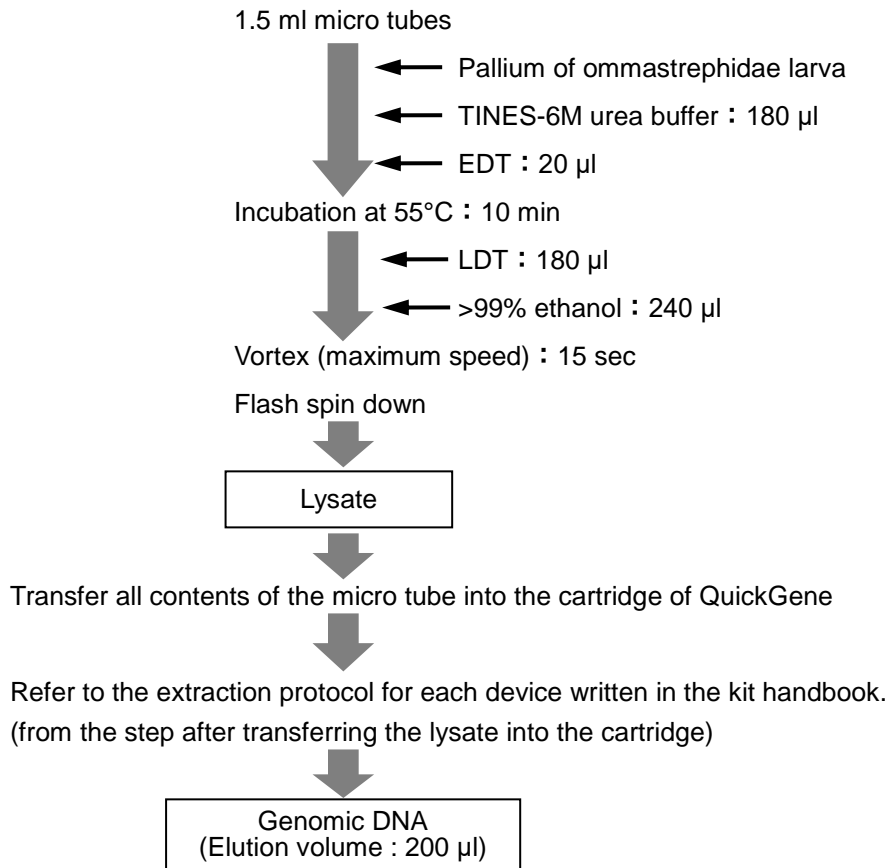 1.5 ml micro tubes
Pallium of ommastrephidae larva
TINES-6M urea buffer：180 µl
EDT：20 µl
Incubation at 55°C：10 min
LDT：180 µl
>99% ethanol：240 µl
Vortex (maximum speed)：15 sec
Flash spin down
Lysate
Transfer all contents of the micro tube into the cartridge of QuickGene
Refer to the extraction protocol for each device written in the kit handbook.
(from the step after transferring the lysate into the cartridge)
Genomic DNA
(Elution volume : 200 µl)